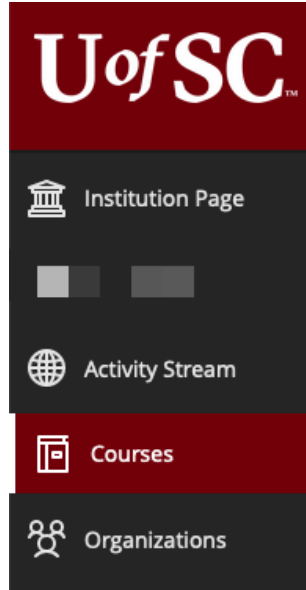 UofSC™
Institution Page
Activity Stream
Courses
Organizations